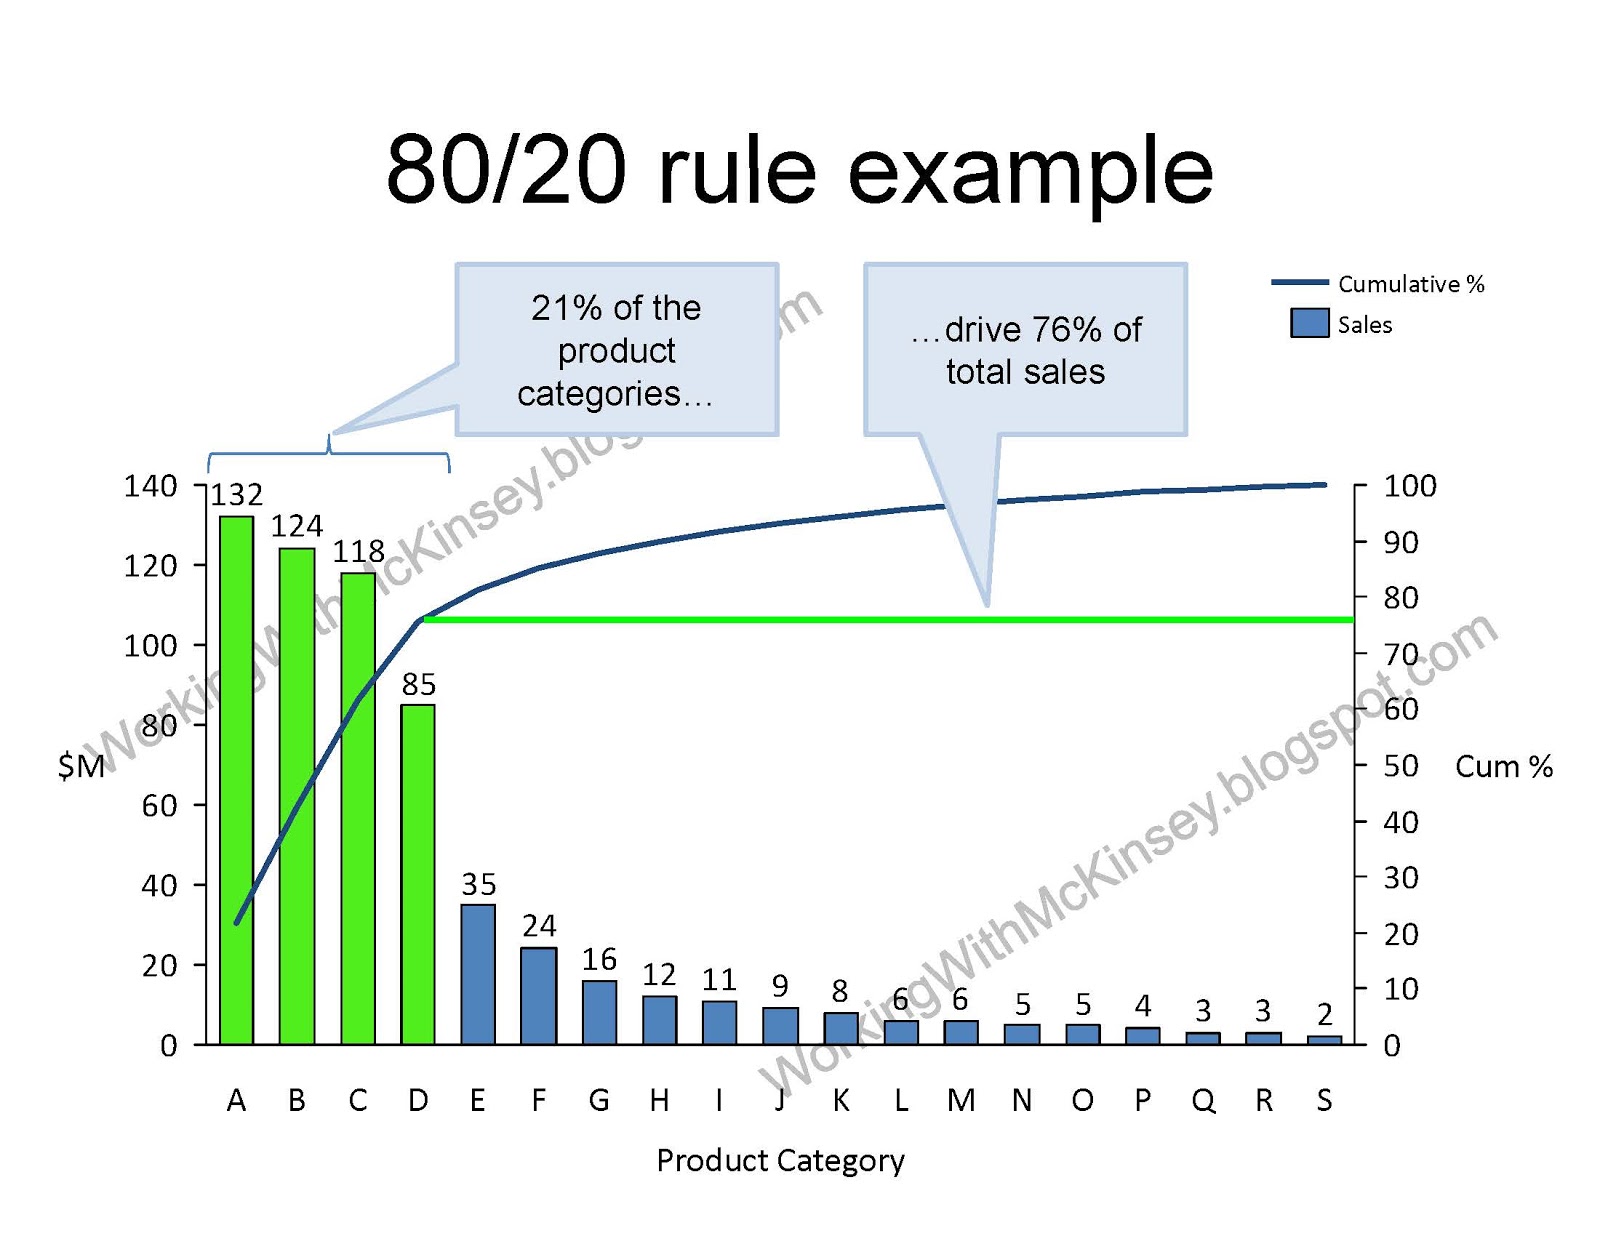 80/20 rule example
21% of the
product
categories…
…drive 76% of
total sales
Cumulative %
Sales
140
120
100
80
60
40
20
0
$M
132
124
118
85
35
24
16
12
11
9
8
6
6
5
5
4
3
3
2
100
90
80
70
60
50
40
30
20
10
0
Cum %
A B C D E F G H I J K L M N O P Q R S
Product Category
WorkingWithMcKinsey.blogspot.com